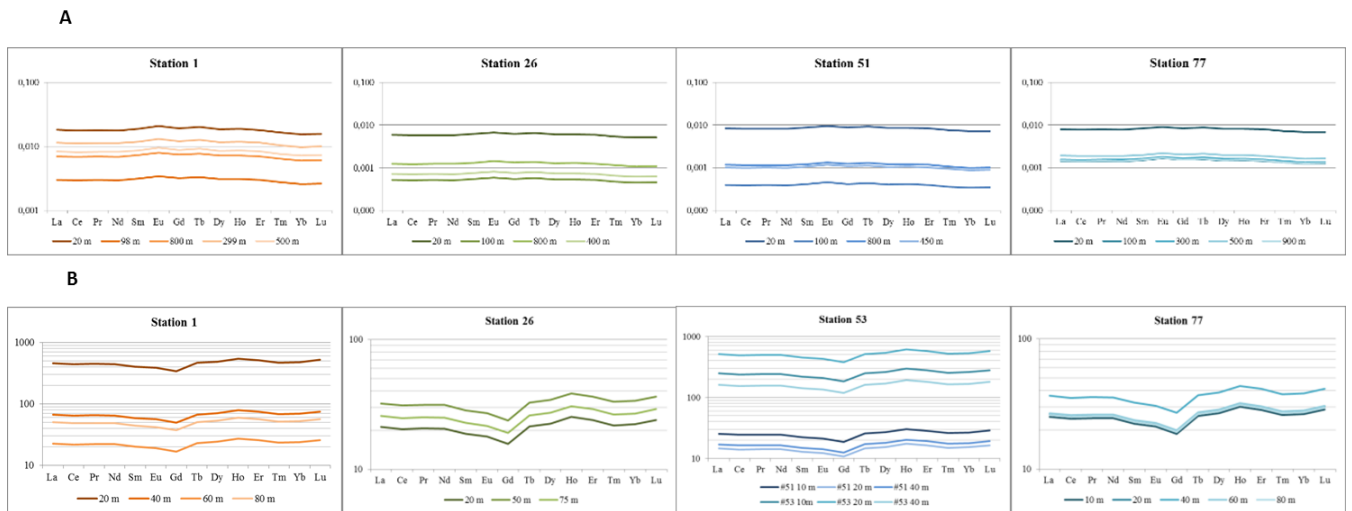 A
Station 1
0,100
0,010
0,001
La Ce Pr Nd Sm Eu Gd Tb Dy Ho Er Tm Yb Lu
20 m 98 m 800 m 299 m 500 m
Station 26
0,100
0,010
0,001
0,000
La Ce Pr Nd Sm Eu Gd Tb Dy Ho Er Tm Yb Lu
20 m 100 m 800 m 400 m
Station 51
0,100
0,010
0,001
0,000
La Ce Pr Nd Sm Eu Gd Tb Dy Ho Er Tm Yb Lu
20 m 100 m 800 m 450 m
Station 77
0,100
0,010
0,001
0,000
La Cc Pr Nd Sm Eu Gd Tb Dy Ho Er Tm Yb Lu
20 m 100 m 300 m 500 m 900 m
B
Station 1
1000
100
10
La Ce Pr Nd Sm Eu Gd Tb Dy Ho Er Tm Yb Lu
20 m 40 m 60 m 80 m
Station 26
100
10
La Ce Pr Nd Sm Eu Gd Tb Dy Ho Er Tm Yb Lu
20 m 50 m 75 m
Station 53
1000
100
10
La Ce Pr Nd Sm Eu Gd Tb Dy Ho Er Tm Yb Lu
#51 10 m #51 20 m #51 40 m
#53 10m #53 20 m #53 40 m
Station 77
100
10
La Ce Pr Nd Sm Eu Gd Tb Dy Ho Er Tm Yb Lu
10 m 20 m 40 m 60 m 80 m